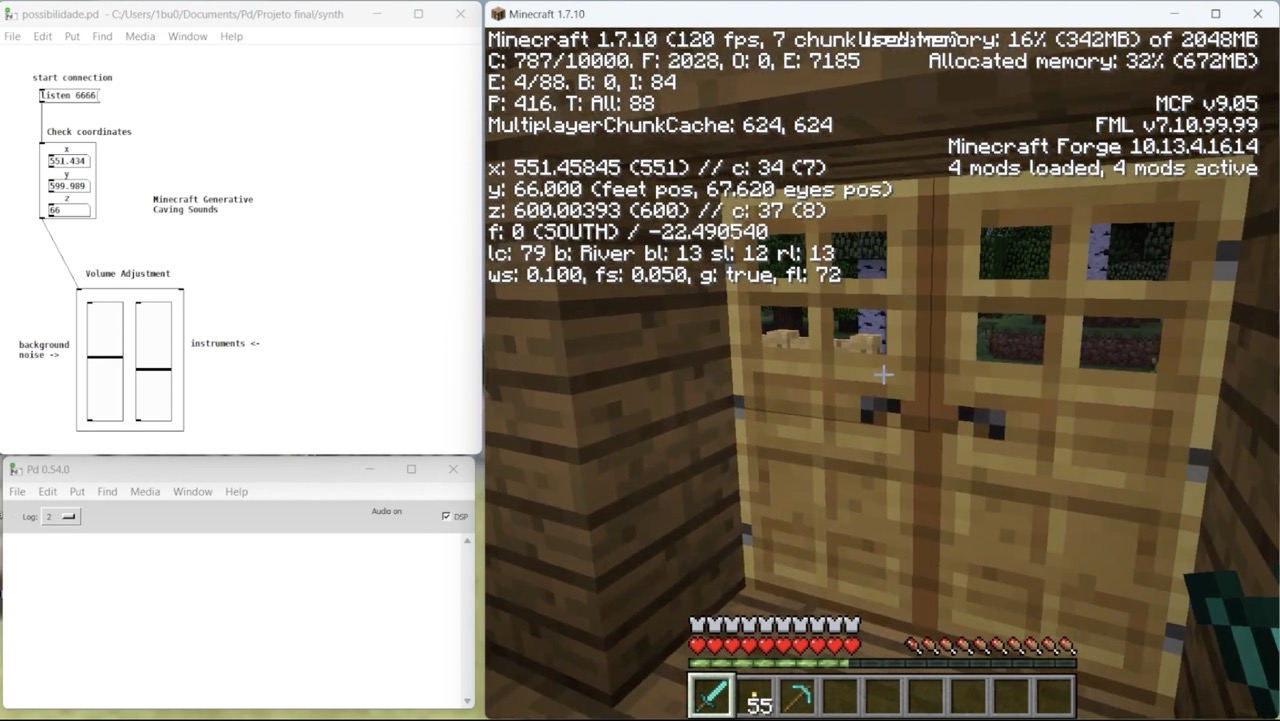 possibilidade.pd - C:/Users/1bu0/Documents/Pd/Projeto final/synth
File Edit Put Find Media Window Help
start connection
listen 6666
Check coordinates
x
551.434
y
599.989
z
66
Minecraft Generative
Caving Sounds
Volume Adjustment
background
noise ->
instruments <-
Pd 0.54.0
File Edit Put Find Media Window Help
Log: 2
Audio on
DSP
Minecraft 1.7.10
Minecraft 1.7.10 (120 fps, 7 chunk
memory: 16% (342MB) of 2048MB
C: 787/10000. F: 2028, O: 0, E: 7185
Allocated memory: 32% (672MB)
E: 4/88. B: 0, I: 84
P: 416. T: All: 88
MCP v9.05
MultiplayerChunkCache: 624, 624
FML v7.10.99.99
Minecraft Forge 10.13.4.1614
x: 551.45845 (551) // c: 34 (7)
4 mods loaded, 4 mods active
y: 66.000 (feet pos, 67.620 eyes pos)
z: 600.00393 (600) // c: 37 (8)
f: 0 (SOUTH) / -22.490540
lc: 79 b: River bl: 13 sl: 12 rl: 13
ws: 0.100, fs: 0.050, g: true, fl: 72
55